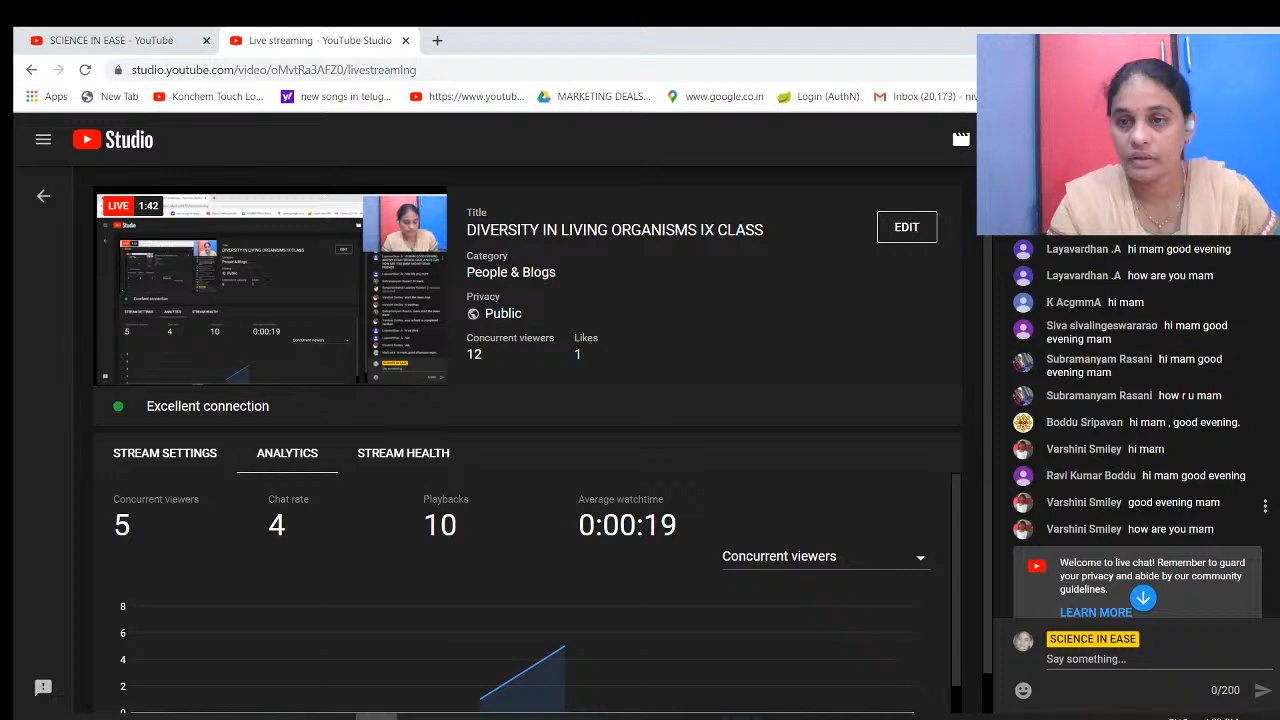 SCIENCE IN EASE - YouTube
Live streaming - YouTube Studio
studio.youtube.com/video/oMvtRa3AFZ0/livestreaming
Apps
New Tab
Konchem Touch Lo...
new songs in telug...
https://www.youtub...
MARKETING DEALS...
www.google.co.in
Login (AuthN)
Inbox (20,173) - niv
Studio
LIVE 1:42
Title
DIVERSITY IN LIVING ORGANISMS IX CLASS
EDIT
Category
People & Blogs
Privacy
Public
Concurrent viewers
Likes
12
1
Excellent connection
STREAM SETTINGS
ANALYTICS
STREAM HEALTH
Concurrent viewers
Chat rate
Playbacks
Average watchtime
5
4
10
0:00:19
Concurrent viewers
8
6
4
2
0
Layavardhan .A hi mam good evening
Layavardhan .A how are you mam
K AcgmmA hi mam
Siva sivalingeswararao hi mam good
evening mam
Subramanyam Rasani hi mam good
evening mam
Subramanyam Rasani how r u mam
Boddu Sripavan hi mam , good evening.
Varshini Smiley hi mam
Ravi Kumar Boddu hi mam good evening
Varshini Smiley good evening mam
Varshini Smiley how are you mam
Welcome to live chat! Remember to guard
your privacy and abide by our community
guidelines.
LEARN MORE
SCIENCE IN EASE
Say something...
0/200